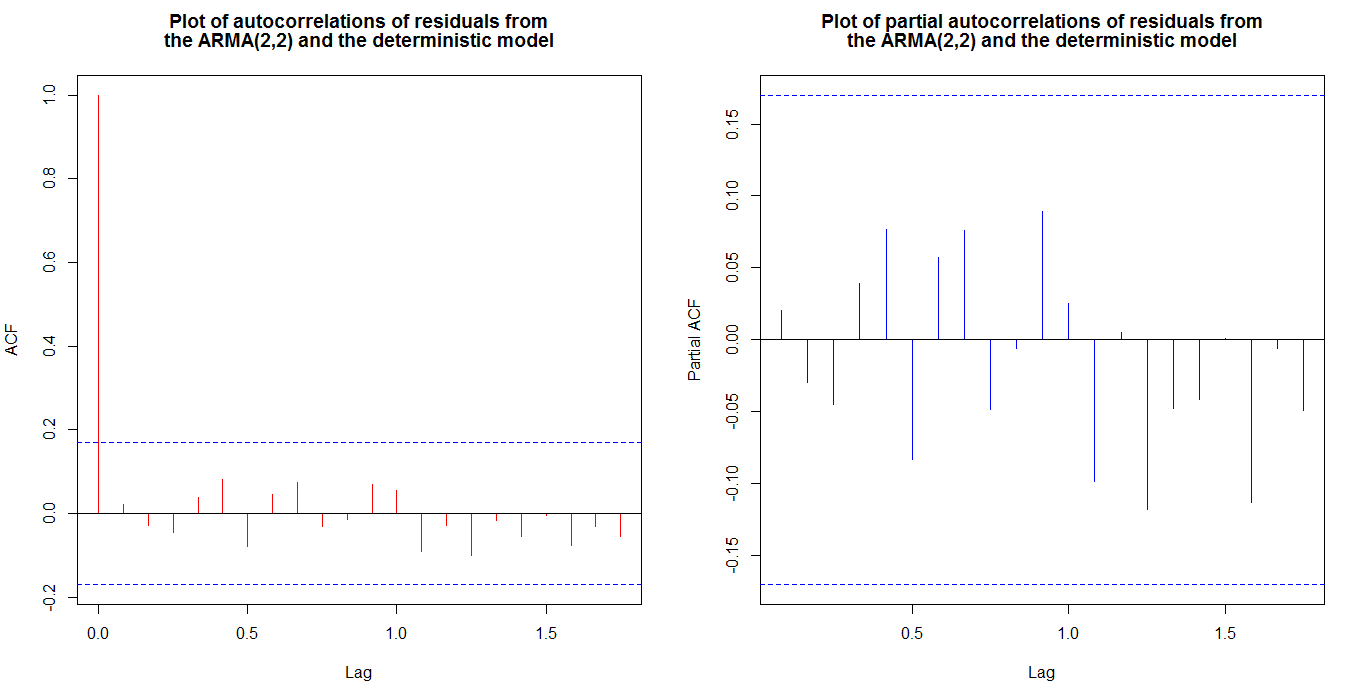 Plot of autocorrelations of residuals from
the ARMA(2,2) and the deterministic model
ACF
1.0
0.8
0.6
0.4
0.2
0.0
-0.2
0.0 0.5 1.0 1.5
Lag
Plot of partial autocorrelations of residuals from
the ARMA(2,2) and the deterministic model
Partial ACF
0.15
0.10
0.05
0.00
-0.05
-0.10
-0.15
0.5 1.0 1.5
Lag